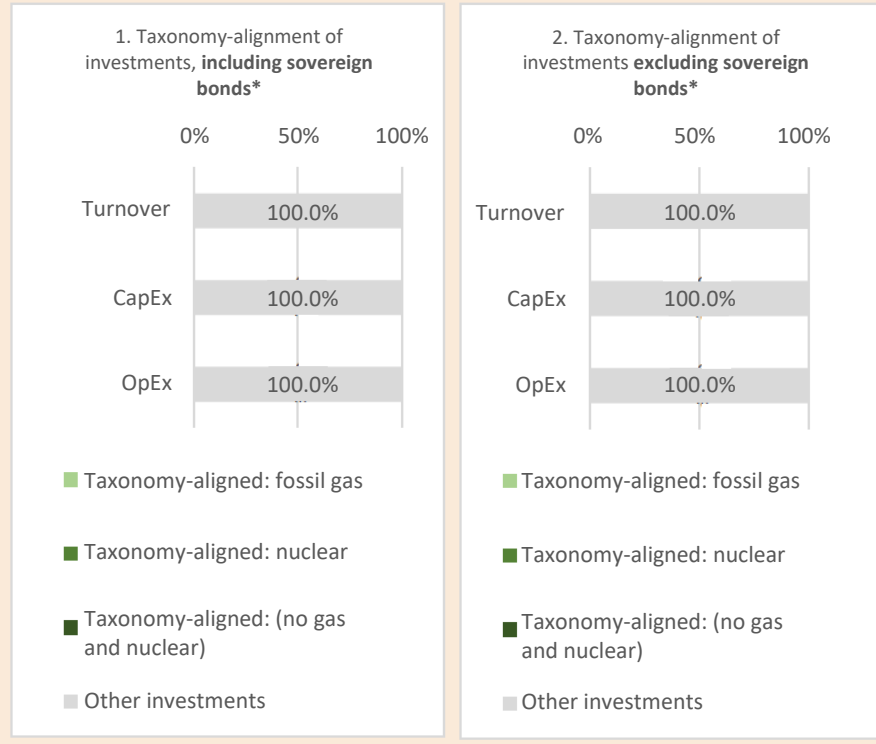 1. Taxonomy-alignment of
investments, including sovereign
bonds*
0% 50% 100%
Turnover 100.0%
CapEx 100.0%
OpEx 100.0%
Taxonomy-aligned: fossil gas
Taxonomy-aligned: nuclear
Taxonomy-aligned: (no gas
and nuclear)
Other investments
2. Taxonomy-alignment of
investments excluding sovereign
bonds*
0% 50% 100%
Turnover 100.0%
CapEx 100.0%
OpEx 100.0%
Taxonomy-aligned: fossil gas
Taxonomy-aligned: nuclear
Taxonomy-aligned: (no gas
and nuclear)
Other investments